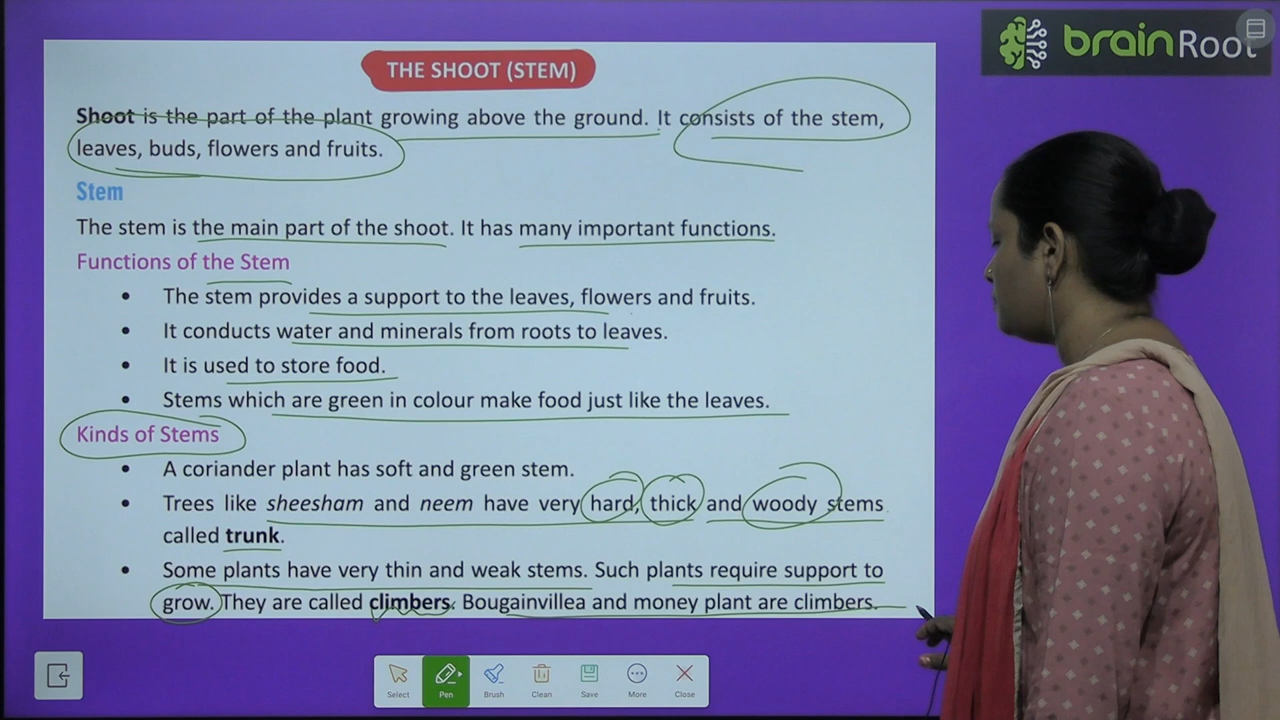 brainRoot
THE SHOOT (STEM)
Shoot is the part of the plant growing above the ground. It consists of the stem,
leaves, buds, flowers and fruits.
Stem
The stem is the main part of the shoot. It has many important functions.
Functions of the Stem
• The stem provides a support to the leaves, flowers and fruits.
• It conducts water and minerals from roots to leaves.
• It is used to store food.
• Stems which are green in colour make food just like the leaves.
Kinds of Stems
• A coriander plant has soft and green stem.
• Trees like sheesham and neem have very hard, thick and woody stems
called trunk.
• Some plants have very thin and weak stems. Such plants require support to
grow. They are called climbers. Bougainvillea and money plant are climbers.
Select Pen Brush Clean Save More Close